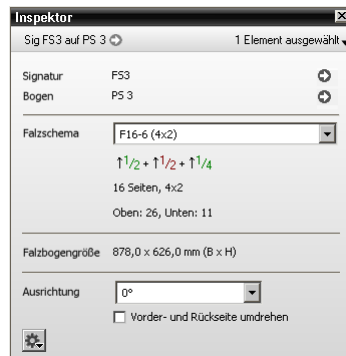 Inspektor
Sig FS3 auf PS 3 1 Element ausgewählt
Signatur FS3
Bogen PS 3
Falzschema F16-6 (4x2)
↑1/2 + ↑1/2 + ↑1/4
16 Seiten, 4x2
Oben: 26, Unten: 11
Falzbogengröße 878,0 x 626,0 mm (B x H)
Ausrichtung 0°
Vorder- und Rückseite umdrehen